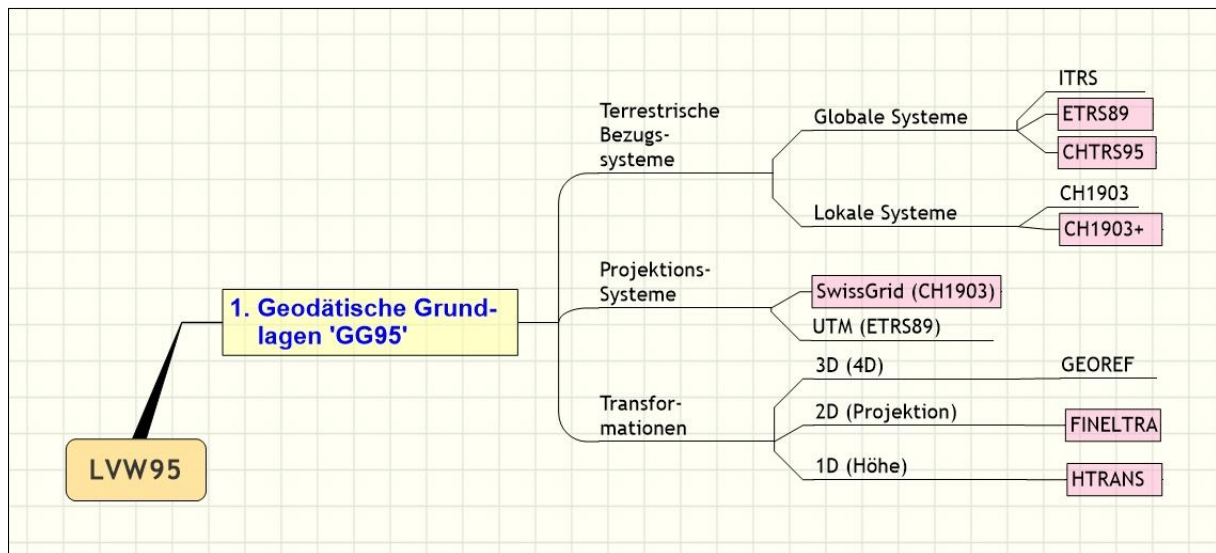 ITRS
Terrestrische
Bezugs-
systeme
Globale Systeme
ETRS89
CHTRS95
Lokale Systeme
CH1903
CH1903+
1. Geodätische Grund-
lagen 'GG95'
Projektions-
Systeme
SwissGrid (CH1903)
UTM (ETRS89)
Transfor-
mationen
3D (4D)
GEOREF
2D (Projektion)
FINELTRA
1D (Höhe)
HTRANS
LVW95